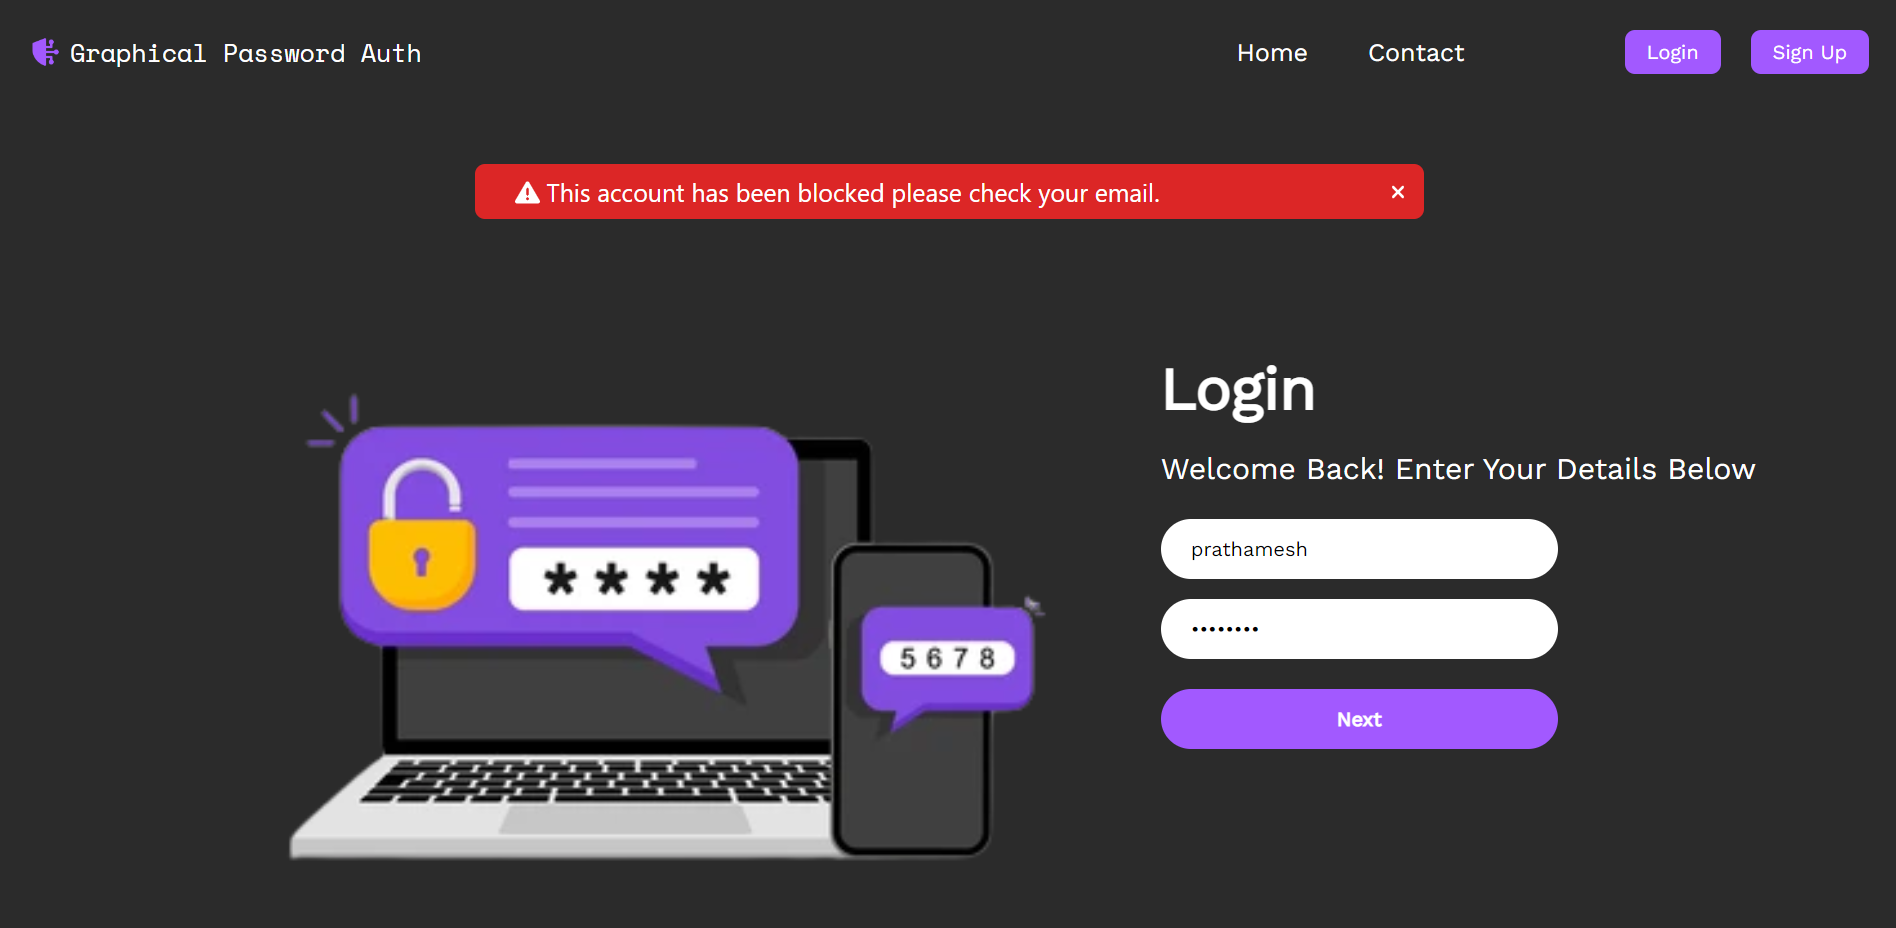 Graphical Password Auth
Home
Contact
Login
Sign Up
This account has been blocked please check your email.
Login
Welcome Back! Enter Your Details Below
prathamesh
••••••••
Next
* * * *
5 6 7 8